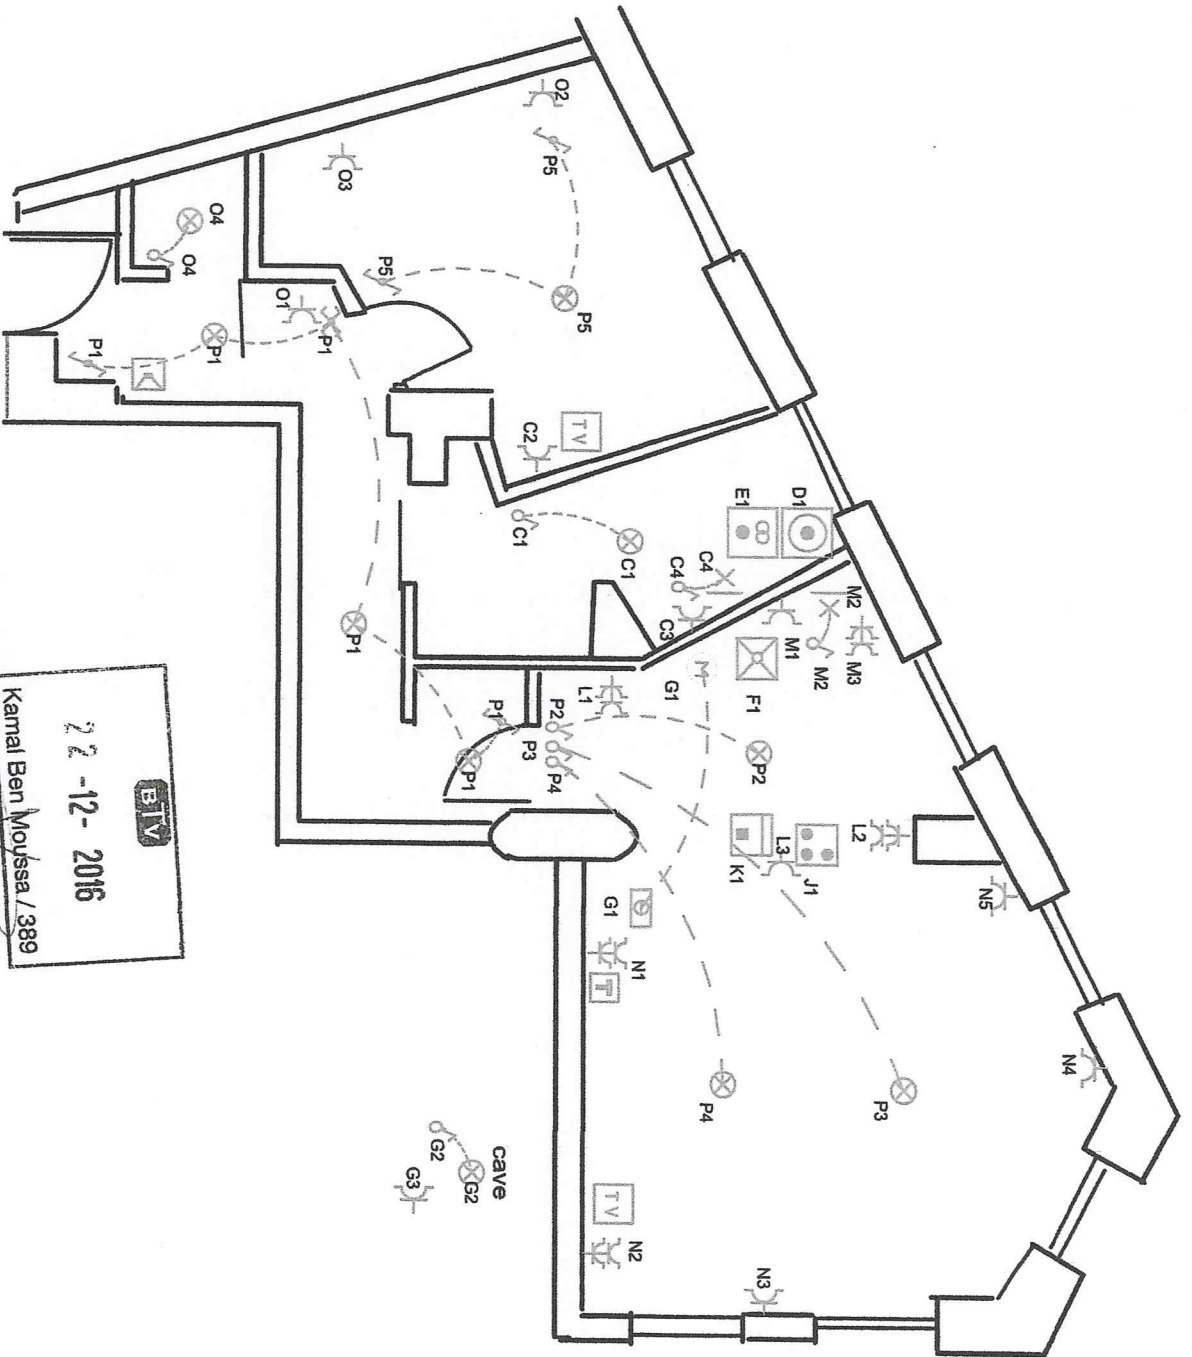 O2
P5
O3
O4
O4
P5
P5
O1
P1
P1
P1
TV
C2
E1
D1
C1
C1
C4
C4
M2
C3
M1
M2
M3
P1
G1
F1
L1
P1
P2
P3
P4
P1
P2
L2
L3
K1
J1
N5
G1
N1
T
N4
P4
P3
cave
G2
G2
G3
TV
N2
N3
BTV
22 -12- 2016
Kamal Ben Moussa / 389